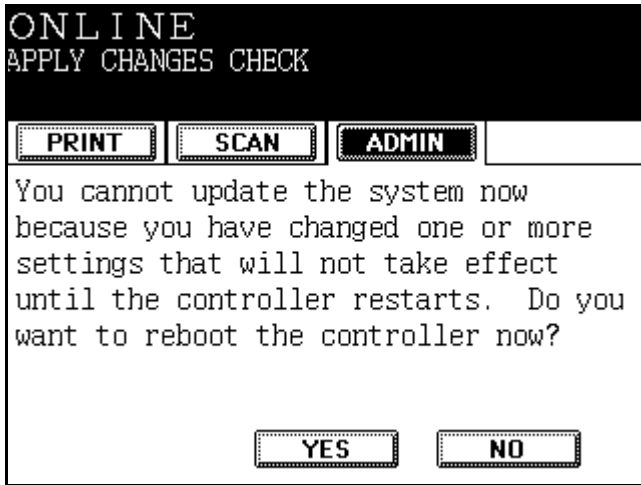 ONLINE
APPLY CHANGES CHECK
PRINT SCAN ADMIN
You cannot update the system now
because you have changed one or more
settings that will not take effect
until the controller restarts. Do you
want to reboot the controller now?
YES NO